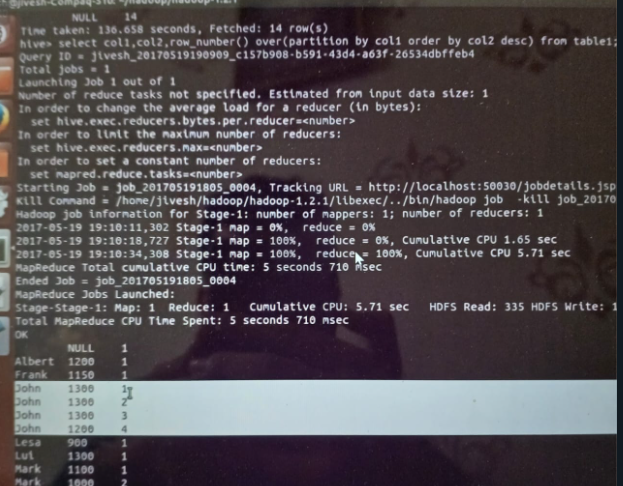 NULL 14
Time taken: 136.658 seconds, Fetched: 14 row(s)
hive> select col1,col2,row_number() over(partition by col1 order by col2 desc) from table1;
Query ID = jivesh_20170519190909_c157b908-b591-43d4-a63f-26534dbffeb4
Total jobs = 1
Launching Job 1 out of 1
Number of reduce tasks not specified. Estimated from input data size: 1
In order to change the average load for a reducer (in bytes):
set hive.exec.reducers.bytes.per.reducer=<number>
In order to limit the maximum number of reducers:
set hive.exec.reducers.max=<number>
In order to set a constant number of reducers:
set mapred.reduce.tasks=<number>
Starting Job = job_201705191805_0004, Tracking URL = http://localhost:50030/jobdetails.jsp
Kill Command = /home/jivesh/hadoop/hadoop-1.2.1/libexec/../bin/hadoop job -kill job_20170
Hadoop job information for Stage-1: number of mappers: 1; number of reducers: 1
2017-05-19 19:10:11,302 Stage-1 map = 0%, reduce = 0%
2017-05-19 19:10:18,727 Stage-1 map = 100%, reduce = 0%, Cumulative CPU 1.65 sec
2017-05-19 19:10:34,308 Stage-1 map = 100%, reduce = 100%, Cumulative CPU 5.71 sec
MapReduce Total cumulative CPU time: 5 seconds 710 msec
Ended Job = job_201705191805_0004
MapReduce Jobs Launched:
Stage-Stage-1: Map: 1 Reduce: 1 Cumulative CPU: 5.71 sec HDFS Read: 335 HDFS Write: 1
Total MapReduce CPU Time Spent: 5 seconds 710 msec
OK
NULL 1
Albert 1200 1
Frank 1150 1
John 1300 1
John 1300 2
John 1300 3
John 1200 4
Lesa 900 1
Lui 1300 1
Mark 1100 1
Mark 1000 2